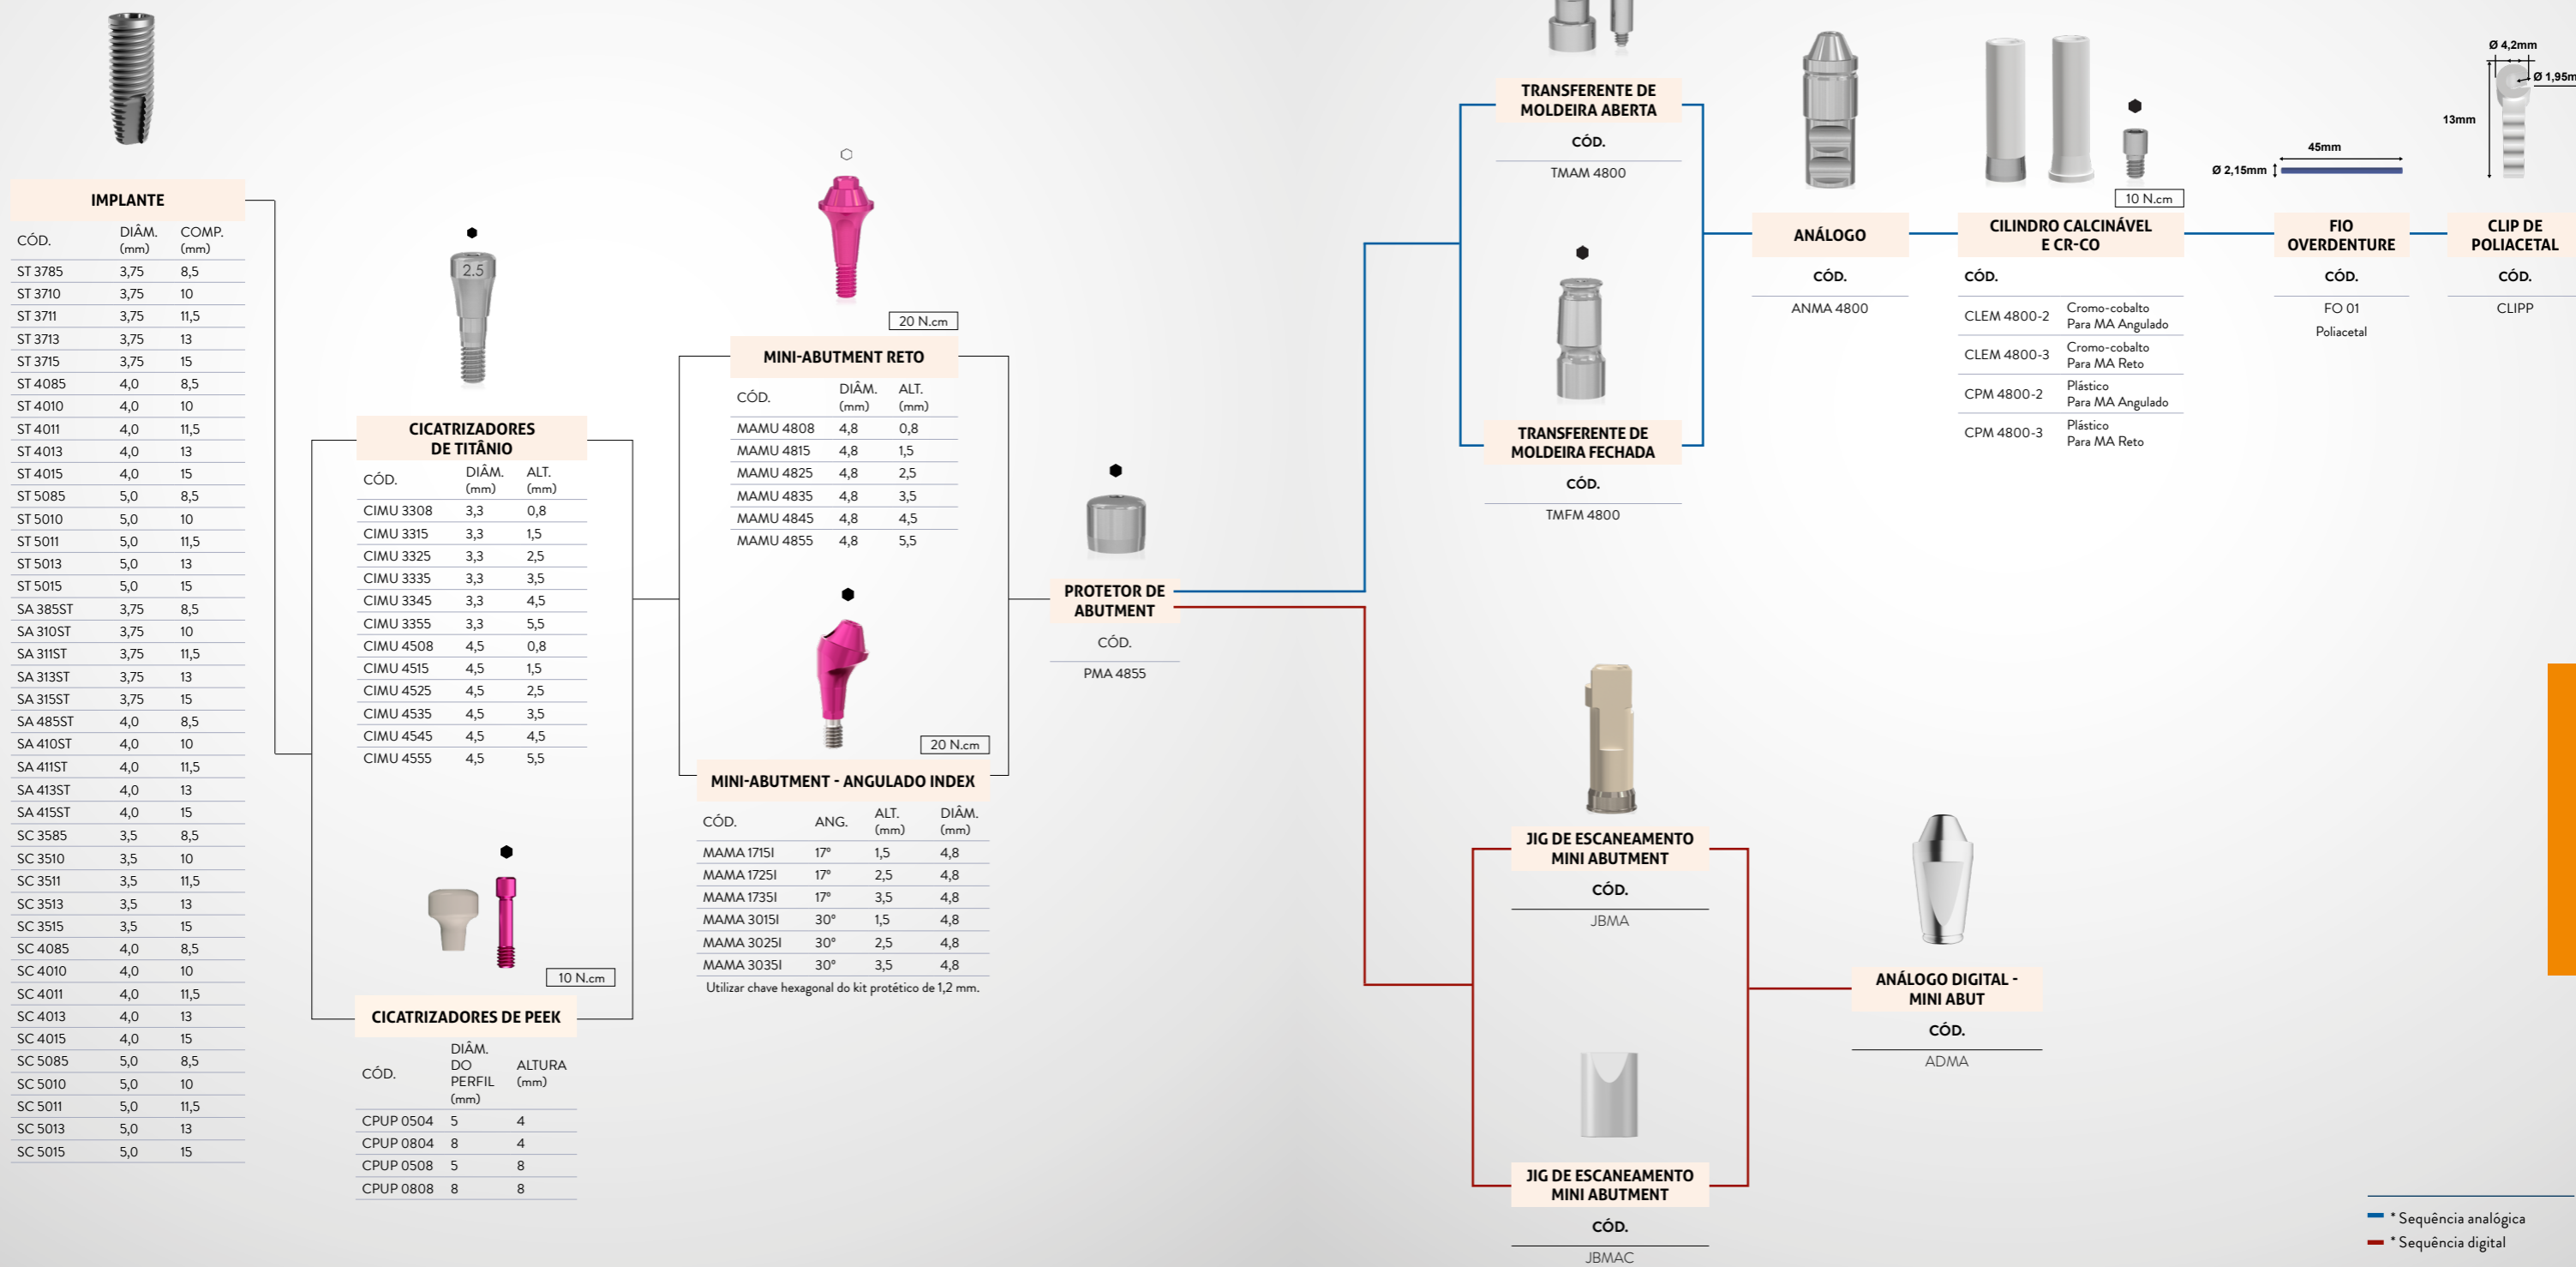 IMPLANTE
CÓD. DIÂM. (mm) COMP. (mm)
ST 3785 3,75 8,5
ST 3710 3,75 10
ST 3711 3,75 11,5
ST 3713 3,75 13
ST 3715 3,75 15
ST 4085 4,0 8,5
ST 4010 4,0 10
ST 4011 4,0 11,5
ST 4013 4,0 13
ST 4015 4,0 15
ST 5085 5,0 8,5
ST 5010 5,0 10
ST 5011 5,0 11,5
ST 5013 5,0 13
ST 5015 5,0 15
SA 385ST 3,75 8,5
SA 310ST 3,75 10
SA 311ST 3,75 11,5
SA 313ST 3,75 13
SA 315ST 3,75 15
SA 485ST 4,0 8,5
SA 410ST 4,0 10
SA 411ST 4,0 11,5
SA 413ST 4,0 13
SA 415ST 4,0 15
SC 3585 3,5 8,5
SC 3510 3,5 10
SC 3511 3,5 11,5
SC 3513 3,5 13
SC 3515 3,5 15
SC 4085 4,0 8,5
SC 4010 4,0 10
SC 4011 4,0 11,5
SC 4013 4,0 13
SC 4015 4,0 15
SC 5085 5,0 8,5
SC 5010 5,0 10
SC 5011 5,0 11,5
SC 5013 5,0 13
SC 5015 5,0 15
2.5
CICATRIZADORES
DE TITÂNIO
CÓD. DIÂM. (mm) ALT. (mm)
CIMU 3308 3,3 0,8
CIMU 3315 3,3 1,5
CIMU 3325 3,3 2,5
CIMU 3335 3,3 3,5
CIMU 3345 3,3 4,5
CIMU 3355 3,3 5,5
CIMU 4508 4,5 0,8
CIMU 4515 4,5 1,5
CIMU 4525 4,5 2,5
CIMU 4535 4,5 3,5
CIMU 4545 4,5 4,5
CIMU 4555 4,5 5,5
10 N.cm
CICATRIZADORES DE PEEK
CÓD. DIÂM. DO PERFIL (mm) ALTURA (mm)
CPUP 0504 5 4
CPUP 0804 8 4
CPUP 0508 5 8
CPUP 0808 8 8
20 N.cm
MINI-ABUTMENT RETO
CÓD. DIÂM. (mm) ALT. (mm)
MAMU 4808 4,8 0,8
MAMU 4815 4,8 1,5
MAMU 4825 4,8 2,5
MAMU 4835 4,8 3,5
MAMU 4845 4,8 4,5
MAMU 4855 4,8 5,5
20 N.cm
MINI-ABUTMENT - ANGULADO INDEX
CÓD. ANG. ALT. (mm) DIÂM. (mm)
MAMA 1715I 17° 1,5 4,8
MAMA 1725I 17° 2,5 4,8
MAMA 1735I 17° 3,5 4,8
MAMA 3015I 30° 1,5 4,8
MAMA 3025I 30° 2,5 4,8
MAMA 3035I 30° 3,5 4,8
Utilizar chave hexagonal do kit protético de 1,2 mm.
PROTETOR DE
ABUTMENT
CÓD.
PMA 4855
TRANSFERENTE DE
MOLDEIRA ABERTA
CÓD.
TMAM 4800
TRANSFERENTE DE
MOLDEIRA FECHADA
CÓD.
TMFM 4800
ANÁLOGO
CÓD.
ANMA 4800
10 N.cm
CILINDRO CALCINÁVEL
E CR-CO
CÓD.
CLEM 4800-2 Cromo-cobalto
Para MA Angulado
CLEM 4800-3 Cromo-cobalto
Para MA Reto
CPM 4800-2 Plástico
Para MA Angulado
CPM 4800-3 Plástico
Para MA Reto
45mm
Ø 2,15mm
FIO
OVERDENTURE
CÓD.
FO 01
Poliacetal
Ø 4,2mm
Ø 1,95m
13mm
CLIP DE
POLIACETAL
CÓD.
CLIPP
JIG DE ESCANEAMENTO
MINI ABUTMENT
CÓD.
JBMA
JIG DE ESCANEAMENTO
MINI ABUTMENT
CÓD.
JBMAC
ANÁLOGO DIGITAL -
MINI ABUT
CÓD.
ADMA
* Sequência analógica
* Sequência digital